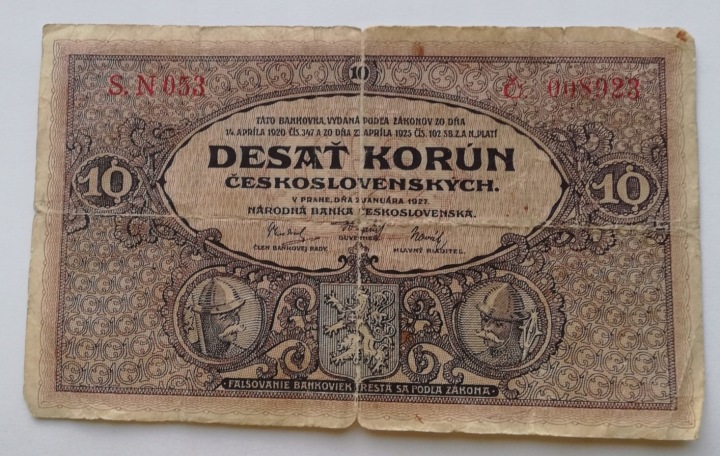 S. N 053
Č. 008923
10
TÁTO BANKOVKA, VYDANÁ PODĽA ZÁKONOV ZO DŇA
14. APRÍLA 1920 ČÍS. 347 A ZO DŇA 23. APRÍLA 1925 ČÍS. 102 SB. Z. A N., PLATÍ
DESAŤ KORÚN
ČESKOSLOVENSKÝCH.
10
10
V PRAHE, DŇA 2. JANUÁRA 1927.
NÁRODNÁ BANKA ČESKOSLOVENSKÁ.
ČLEN BANKOVEJ RADY.
GUVERNÉR.
HLAVNÝ RIADITEĽ.
FALŠOVANIE BANKOVIEK TRESTÁ SA PODĽA ZÁKONA